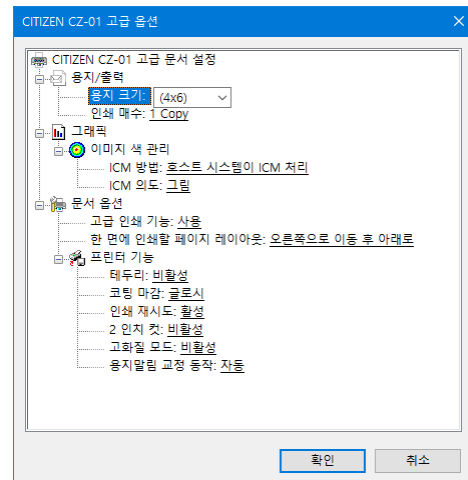 CITIZEN CZ-01 고급 옵션
CITIZEN CZ-01 고급 문서 설정
용지/출력
용지 크기: (4x6)
인쇄 매수: 1 Copy
그래픽
이미지 색 관리
ICM 방법: 호스트 시스템이 ICM 처리
ICM 의도: 그림
문서 옵션
고급 인쇄 기능: 사용
한 면에 인쇄할 페이지 레이아웃: 오른쪽으로 이동 후 아래로
프린터 기능
테두리: 비활성
코팅 마감: 글로시
인쇄 재시도: 활성
2 인치 컷: 비활성
고화질 모드: 비활성
용지말림 교정 동작: 자동
확인 취소